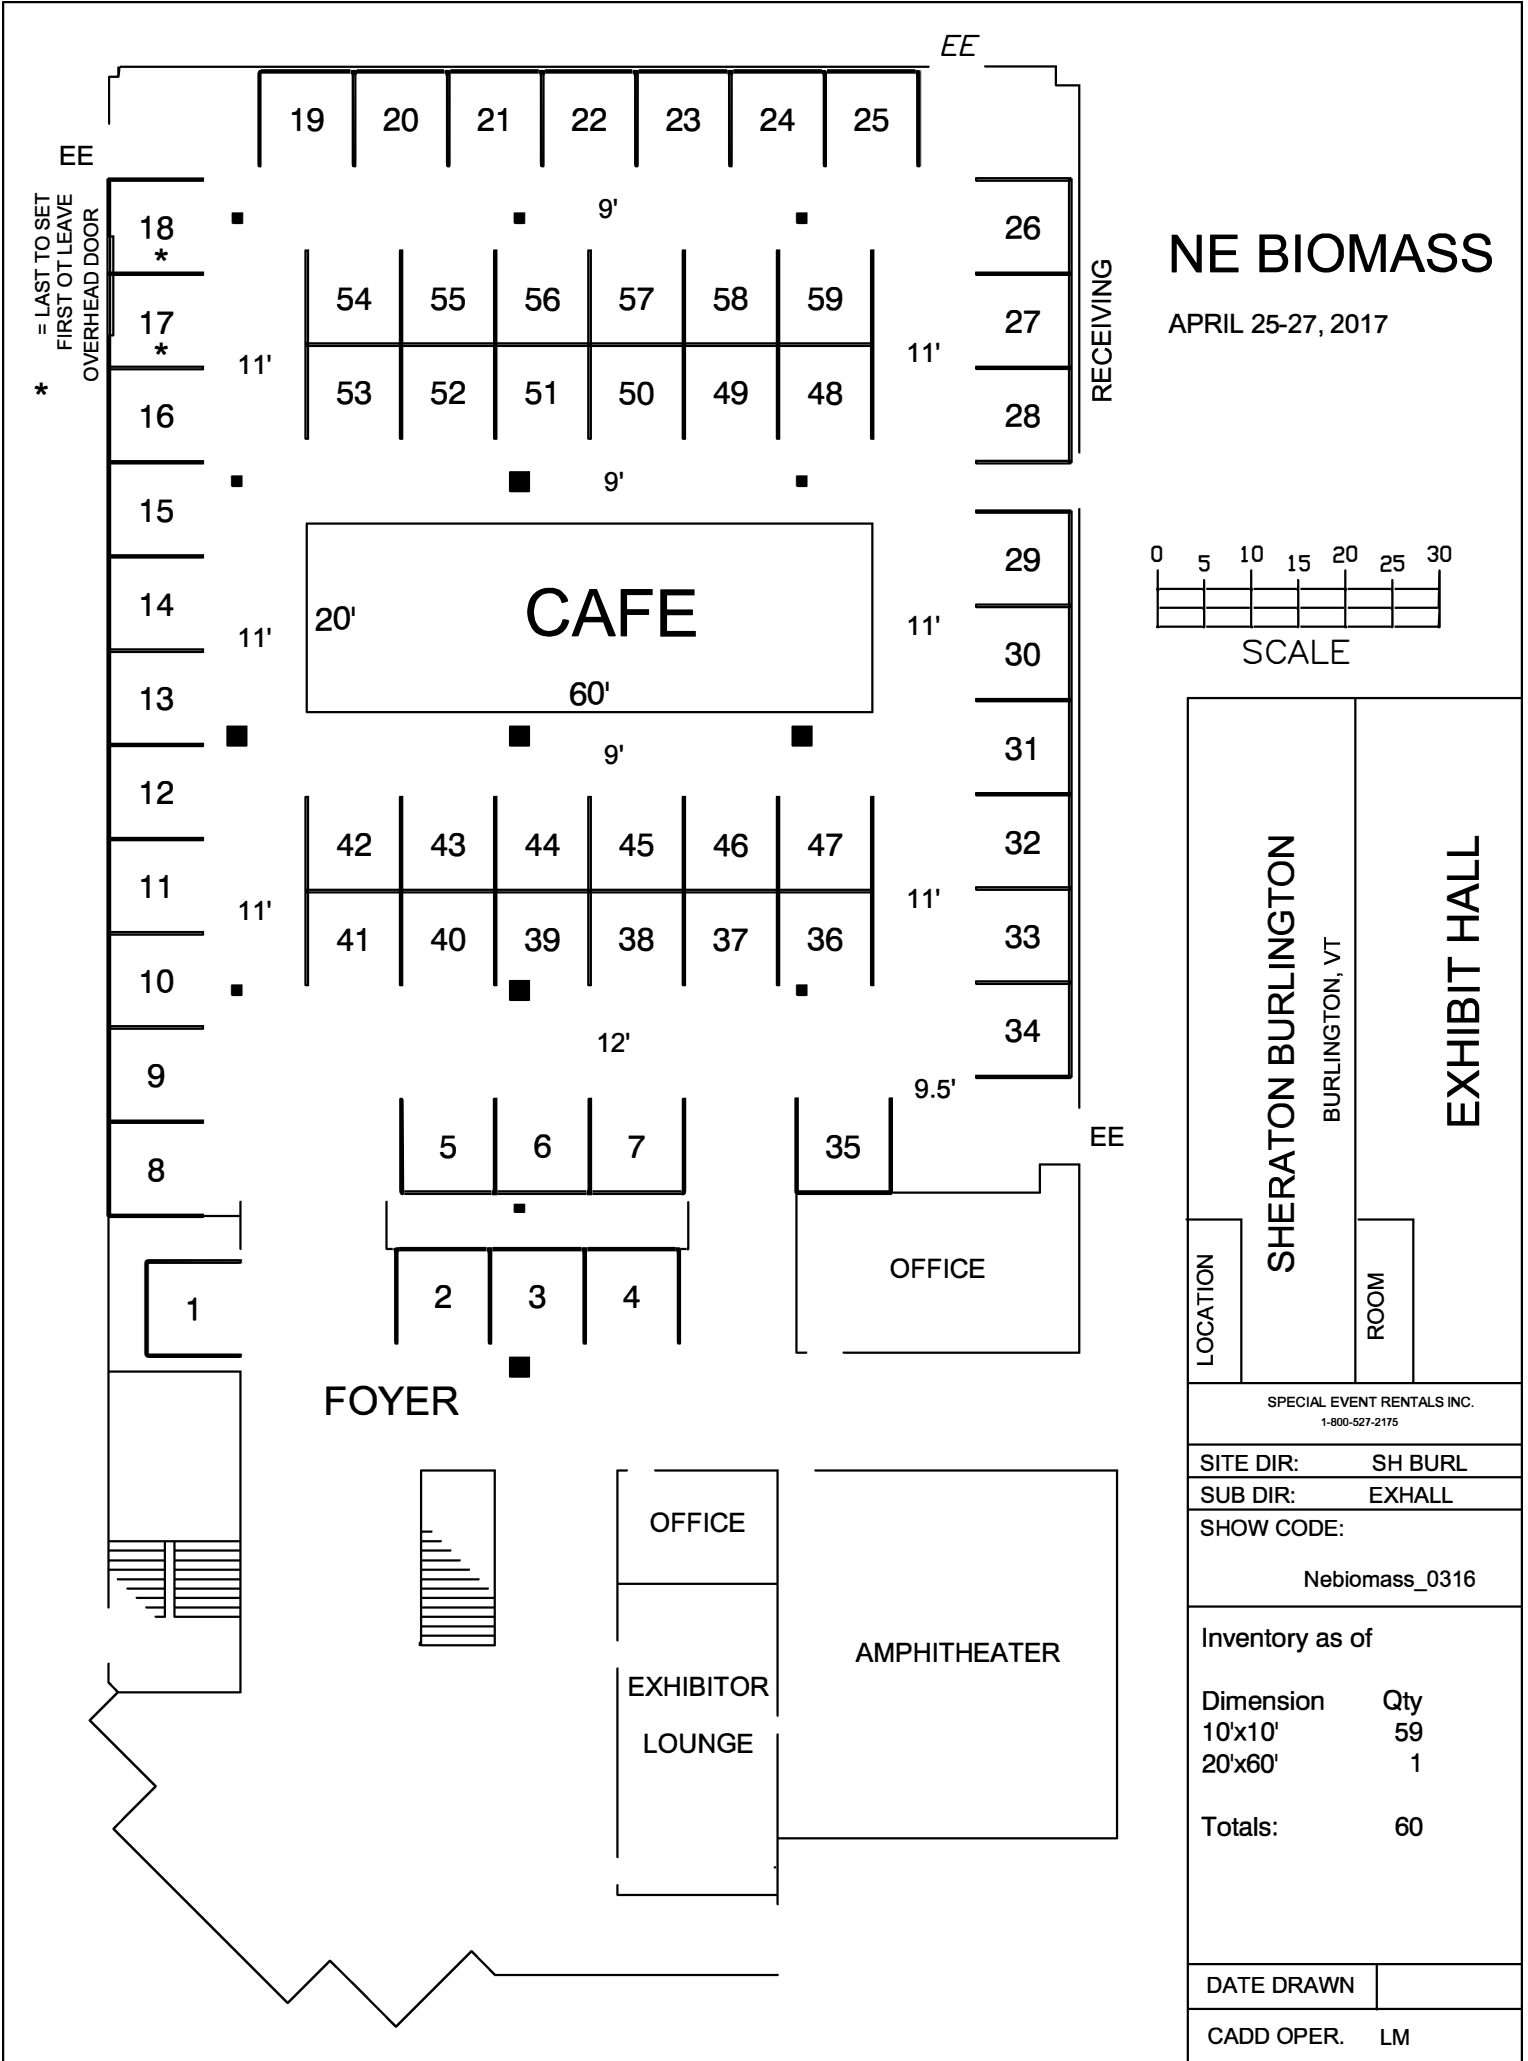 EE
19 20 21 22 23 24 25
EE
* = LAST TO SET
FIRST OT LEAVE
OVERHEAD DOOR
18
*
9'
26
NE BIOMASS
APRIL 25-27, 2017
RECEIVING
54 55 56 57 58 59
17
*
27
11'
11'
53 52 51 50 49 48
16
28
9'
15
29
0 5 10 15 20 25 30
SCALE
14
20'
CAFE
11'
11'
30
60'
13
31
9'
12
42 43 44 45 46 47
32
11
11'
11'
41 40 39 38 37 36
33
10
12'
34
9
9.5'
5 6 7
35
EE
8
OFFICE
1
2 3 4
FOYER
LOCATION
SHERATON BURLINGTON
BURLINGTON, VT
ROOM
EXHIBIT HALL
SPECIAL EVENT RENTALS INC.
1-800-527-2175
SITE DIR: SH BURL
SUB DIR: EXHALL
SHOW CODE:
Nebiomass_0316
OFFICE
EXHIBITOR
LOUNGE
AMPHITHEATER
Inventory as of
Dimension Qty
10'x10' 59
20'x60' 1
Totals: 60
DATE DRAWN
CADD OPER. LM